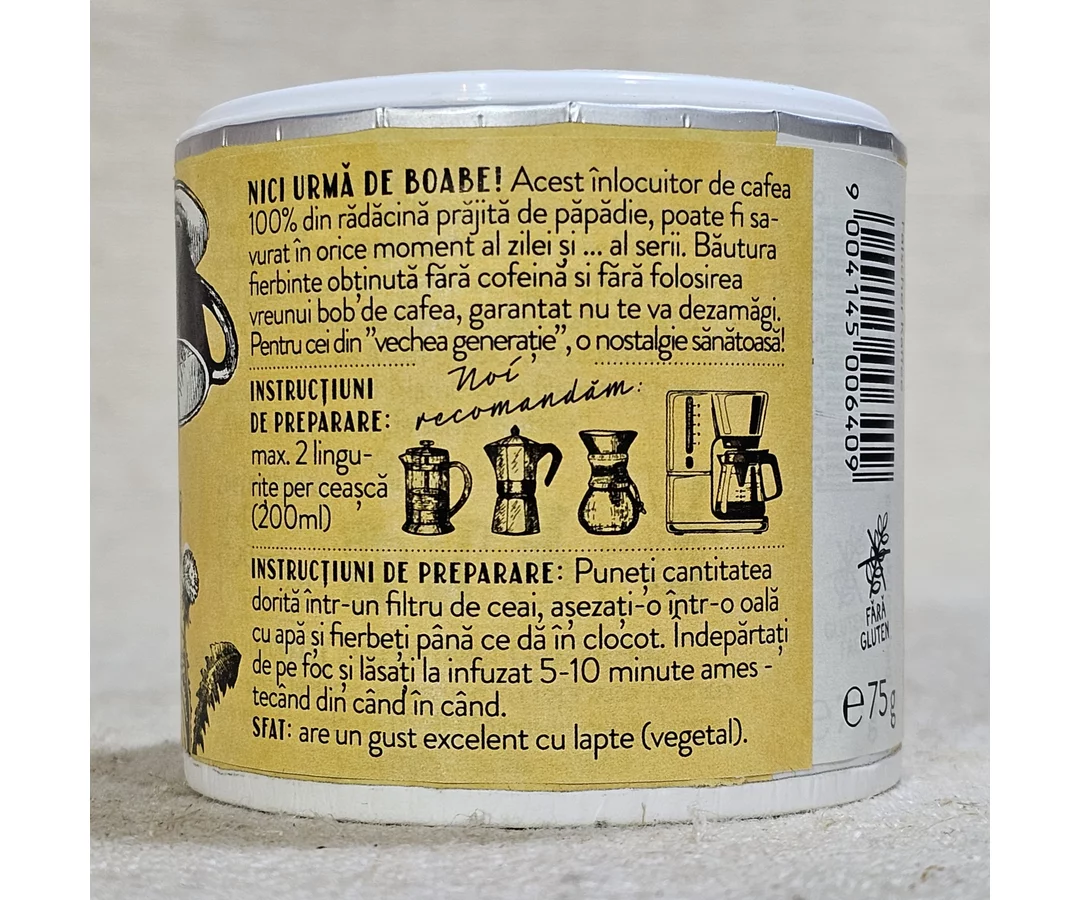 NICI URMĂ DE BOABE! Acest înlocuitor de cafea
100% din rădăcină prăjită de păpădie, poate fi sa-
vurat în orice moment al zilei și ... al serii. Băutura
fierbinte obținută fără cofeină si fără folosirea
vreunui bob de cafea, garantat nu te va dezamăgi.
Pentru cei din "vechea generație", o nostalgie sănătoasă!
INSTRUCȚIUNI
DE PREPARARE:
max. 2 lingu-
rițe per ceașcă
(200ml)
Noi
recomandăm:
INSTRUCȚIUNI DE PREPARARE: Puneți cantitatea
dorită într-un filtru de ceai, așezați-o într-o oală
cu apă și fierbeți până ce dă în clocot. Îndepărtați
de pe foc și lăsați la infuzat 5-10 minute ames -
tecând din când în când.
SFAT: are un gust excelent cu lapte (vegetal).
9 004145 006409
FĂRĂ
GLUTEN
e75g